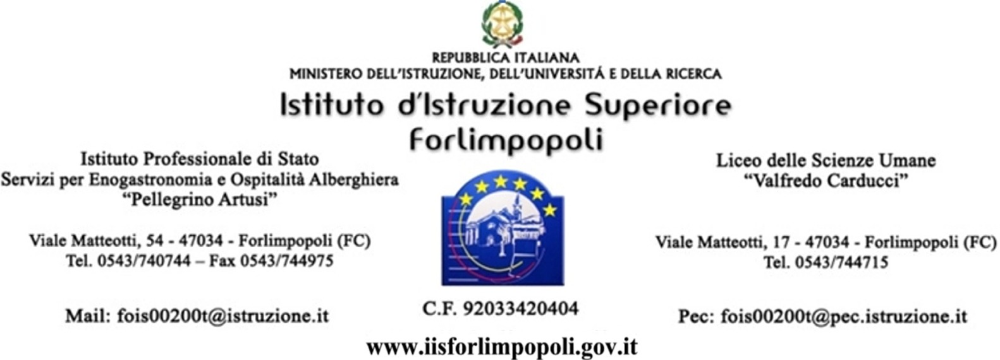 REPUBBLICA ITALIANA
MINISTERO DELL'ISTRUZIONE, DELL'UNIVERSITÁ E DELLA RICERCA
Istituto d'Istruzione Superiore
Forlimpopoli
Istituto Professionale di Stato
Servizi per Enogastronomia e Ospitalità Alberghiera
“Pellegrino Artusi”
Viale Matteotti, 54 - 47034 - Forlimpopoli (FC)
Tel. 0543/740744 – Fax 0543/744975
Mail: fois00200t@istruzione.it
Liceo delle Scienze Umane
“Valfredo Carducci”
Viale Matteotti, 17 - 47034 - Forlimpopoli (FC)
Tel. 0543/744715
Pec: fois00200t@pec.istruzione.it
C.F. 92033420404
www.iisforlimpopoli.gov.it